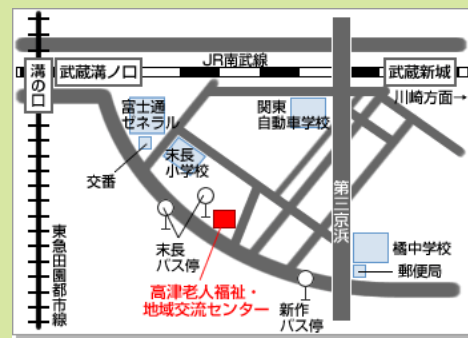 JR南武線
溝の口
武蔵溝ノ口
武蔵新城
川崎方面→
富士通
ゼネラル
関東
自動車学校
末長
小学校
交番
第三京浜
東急田園都市線
末長
バス停
橘中学校
郵便局
高津老人福祉・
地域交流センター
新作
バス停